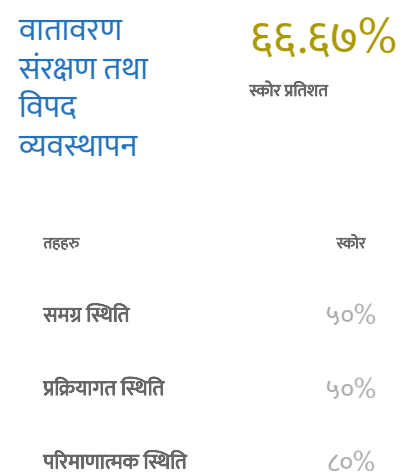 वातावरण
संरक्षण तथा
विपद
व्यवस्थापन
६६.६७%
स्कोर प्रतिशत
तहहरु स्कोर
समग्र स्थिति ५०%
प्रक्रियागत स्थिति ५०%
परिमाणात्मक स्थिति ८०%